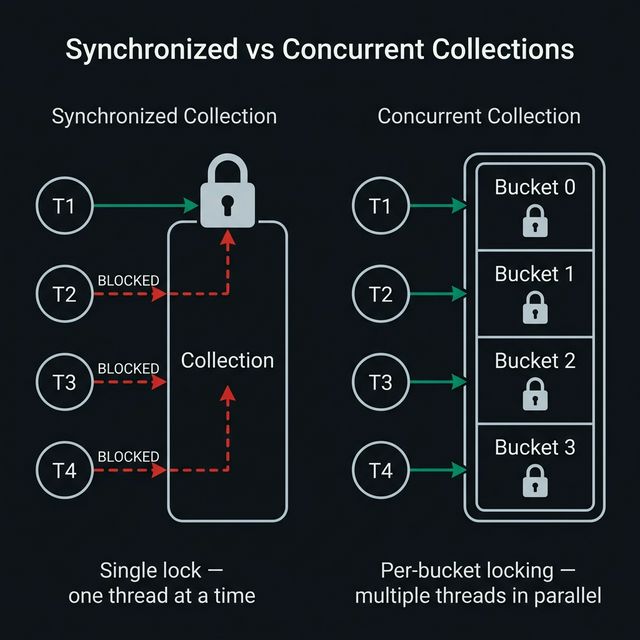 Synchronized vs Concurrent Collections
Synchronized Collection
T1
T2
BLOCKED
T3
BLOCKED
T4
BLOCKED
Collection
Single lock —
one thread at a time
Concurrent Collection
T1
T2
T3
T4
Bucket 0
Bucket 1
Bucket 2
Bucket 3
Per-bucket locking —
multiple threads in parallel